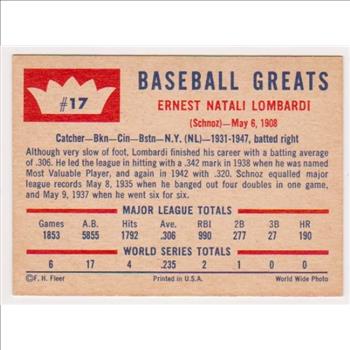 #17
BASEBALL GREATS
ERNEST NATALI LOMBARDI
(Schnoz)—May 6, 1908
Catcher—Bkn—Cin—Bstn—N.Y. (NL)—1931-1947, batted right
Although very slow of foot, Lombardi finished his career with a batting average
of .306. He led the league in hitting with a .342 mark in 1938 when he was named
Most Valuable Player, and again in 1942 with .320. Schnoz equalled major
league records May 8, 1935 when he banged out four doubles in one game,
and May 9, 1937 when he went six for six.
MAJOR LEAGUE TOTALS
Games A.B. Hits Ave. RBI 2B 3B HR
1853 5855 1792 .306 990 277 27 190
WORLD SERIES TOTALS
6 17 4 .235 2 1 0 0
©F. H. Fleer Printed in U.S.A. World Wide Photo